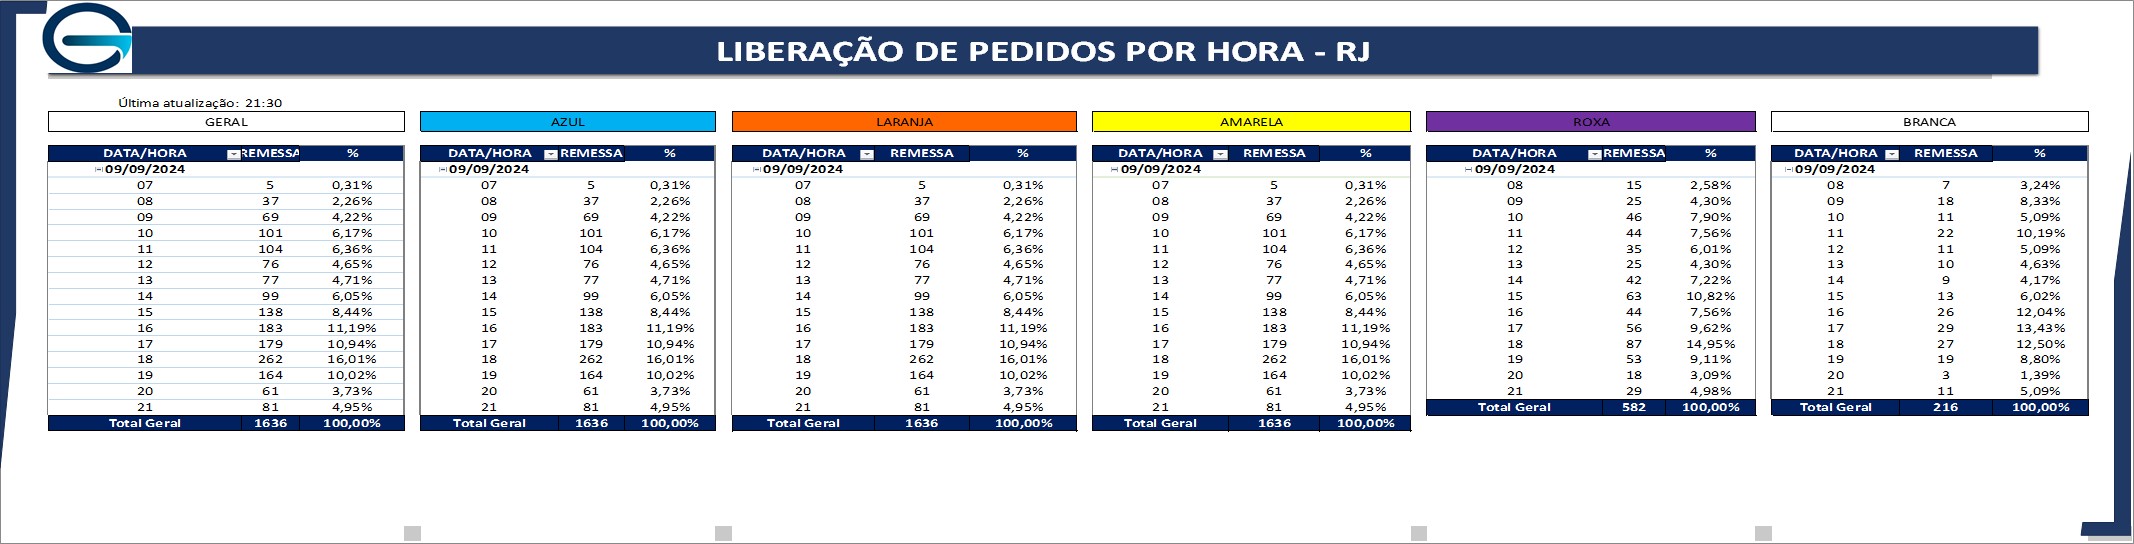 LIBERAÇÃO DE PEDIDOS POR HORA - RJ
Última atualização: 21:30
GERAL AZUL LARANJA AMARELA ROXA BRANCA
DATA/HORA REMESSA % DATA/HORA REMESSA % DATA/HORA REMESSA % DATA/HORA REMESSA % DATA/HORA REMESSA % DATA/HORA REMESSA %
09/09/2024 09/09/2024 09/09/2024 09/09/2024 09/09/2024 09/09/2024
07 5 0,31% 07 5 0,31% 07 5 0,31% 07 5 0,31% 08 15 2,58% 08 7 3,24%
08 37 2,26% 08 37 2,26% 08 37 2,26% 08 37 2,26% 09 25 4,30% 09 18 8,33%
09 69 4,22% 09 69 4,22% 09 69 4,22% 09 69 4,22% 10 46 7,90% 10 11 5,09%
10 101 6,17% 10 101 6,17% 10 101 6,17% 10 101 6,17% 11 44 7,56% 11 22 10,19%
11 104 6,36% 11 104 6,36% 11 104 6,36% 11 104 6,36% 12 35 6,01% 12 11 5,09%
12 76 4,65% 12 76 4,65% 12 76 4,65% 12 76 4,65% 13 25 4,30% 13 10 4,63%
13 77 4,71% 13 77 4,71% 13 77 4,71% 13 77 4,71% 14 42 7,22% 14 9 4,17%
14 99 6,05% 14 99 6,05% 14 99 6,05% 14 99 6,05% 15 63 10,82% 15 13 6,02%
15 138 8,44% 15 138 8,44% 15 138 8,44% 15 138 8,44% 16 44 7,56% 16 26 12,04%
16 183 11,19% 16 183 11,19% 16 183 11,19% 16 183 11,19% 17 56 9,62% 17 29 13,43%
17 179 10,94% 17 179 10,94% 17 179 10,94% 17 179 10,94% 18 87 14,95% 18 27 12,50%
18 262 16,01% 18 262 16,01% 18 262 16,01% 18 262 16,01% 19 53 9,11% 19 19 8,80%
19 164 10,02% 19 164 10,02% 19 164 10,02% 19 164 10,02% 20 18 3,09% 20 3 1,39%
20 61 3,73% 20 61 3,73% 20 61 3,73% 20 61 3,73% 21 29 4,98% 21 11 5,09%
21 81 4,95% 21 81 4,95% 21 81 4,95% 21 81 4,95% Total Geral 582 100,00% Total Geral 216 100,00%
Total Geral 1636 100,00% Total Geral 1636 100,00% Total Geral 1636 100,00% Total Geral 1636 100,00%